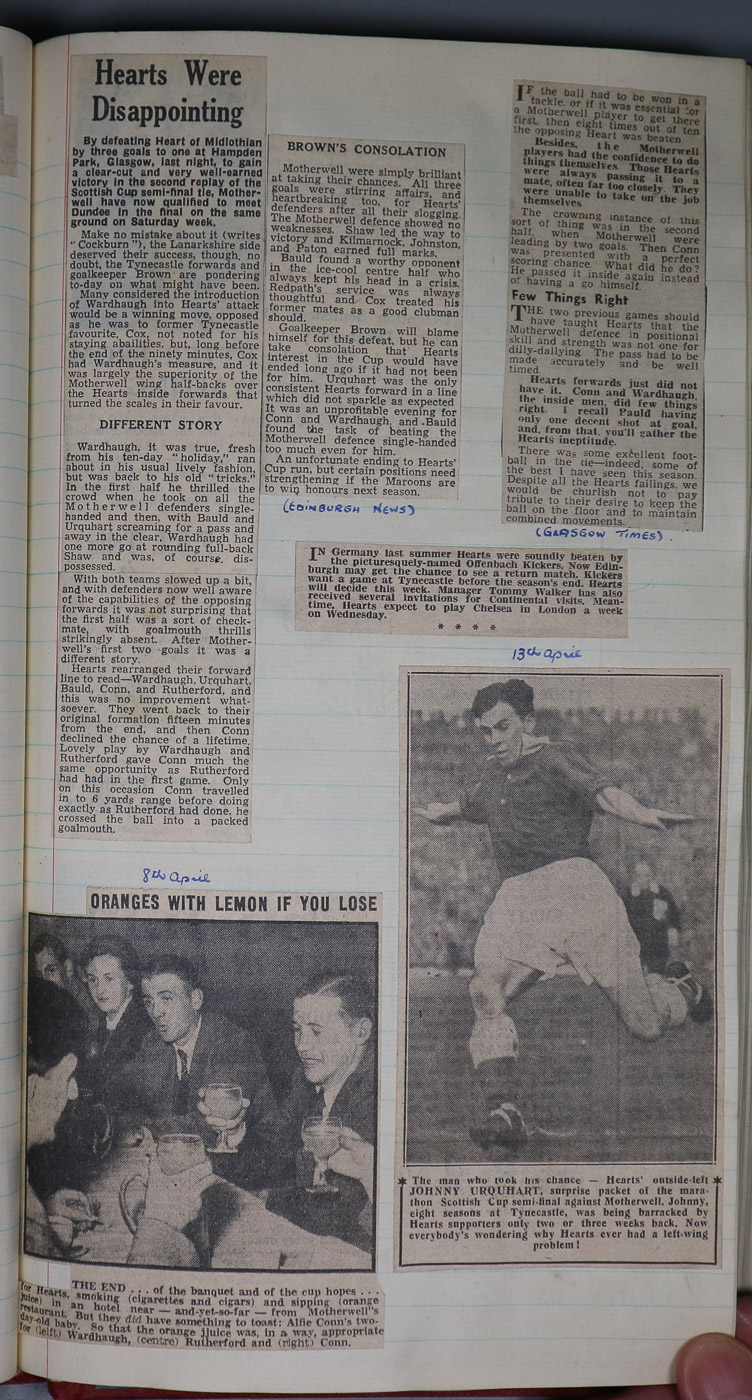 Hearts Were
Disappointing
By defeating Heart of Midlothian
by three goals to one at Hampden
Park, Glasgow, last night, to gain
a clear-cut and very well-earned
victory in the second replay of the
Scottish Cup semi-final tie, Mother-
well have now qualified to meet
Dundee in the final on the same
ground on Saturday week.
Make no mistake about it (writes
"Cockburn"), the Lanarkshire side
deserved their success, though, no
doubt, the Tynecastle forwards and
goalkeeper Brown are pondering
to-day on what might have been.
Many considered the introduction
of Wardhaugh into Hearts' attack
would be a winning move, opposed
as he was to former Tynecastle
favourite, Cox, not noted for his
staying abailities, but, long before
the end of the ninety minutes, Cox
had Wardhaugh's measure, and it
was largely the superiority of the
Motherwell wing half-backs over
the Hearts inside forwards that
turned the scales in their favour.
DIFFERENT STORY
Wardhaugh, it was true, fresh
from his ten-day "holiday," ran
about in his usual lively fashion,
but was back to his old "tricks."
In the first half he thrilled the
crowd when he took on all the
Motherwell defenders single-
handed and then, with Bauld and
Urquhart screaming for a pass and
away in the clear, Wardhaugh had
one more go at rounding full-back
Shaw and was, of course, dis-
possessed.
With both teams slowed up a bit,
and with defenders now well aware
of the capabilities of the opposing
forwards it was not surprising that
the first half was a sort of check-
mate, with goalmouth thrills
strikingly absent. After Mother-
well's first two goals it was a
different story.
Hearts rearranged their forward
line to read—Wardhaugh, Urquhart,
Bauld, Conn, and Rutherford, and
this was no improvement what-
soever. They went back to their
original formation fifteen minutes
from the end, and then Conn
declined the chance of a lifetime.
Lovely play by Wardhaugh and
Rutherford gave Conn much the
same opportunity as Rutherford
had had in the first game. Only
on this occasion Conn travelled
in to 6 yards range before doing
exactly as Rutherford had done, he
crossed the ball into a packed
goalmouth.
BROWN'S CONSOLATION
Motherwell were simply brilliant
at taking their chances. All three
goals were stirring affairs, and
heartbreaking too, for Hearts'
defenders after all their slogging.
The Motherwell defence showed no
weaknesses. Shaw led the way to
victory and Kilmarnock, Johnston,
and Paton earned full marks.
Bauld found a worthy opponent
in the ice-cool centre half who
always kept his head in a crisis.
Redpath's service was always
thoughtful and Cox treated his
former mates as a good clubman
should.
Goalkeeper Brown will blame
himself for this defeat, but he can
take consolation that Hearts
interest in the Cup would have
ended long ago if it had not been
for him. Urquhart was the only
consistent Hearts forward in a line
which did not sparkle as expected
It was an unprofitable evening for
Conn and Wardhaugh, and Bauld
found the task of beating the
Motherwell defence single-handed
too much even for him.
An unfortunate ending to Hearts'
Cup run, but certain positions need
strengthening if the Maroons are
to win honours next season.
(EDINBURGH NEWS)
IF the ball had to be won in a
tackle, or if it was essential for
a Motherwell player to get there
first, then eight times out of ten
the opposing Heart was beaten.
Besides, the Motherwell
players had the confidence to do
things themselves. Those Hearts
were always passing it to a
mate, often far too closely. They
were unable to take on the job
themselves
The crowning instance of this
sort of thing was in the second
half, when Motherwell were
leading by two goals. Then Conn
was presented with a perfect
scoring chance. What did he do?
He passed it inside again instead
of having a go himself.
Few Things Right
THE two previous games should
have taught Hearts that the
Motherwell defence in positional
skill and strength was not one for
dilly-dallying. The pass had to be
made accurately and be well
timed.
Hearts forwards just did not
have it. Conn and Wardhaugh,
the inside men, did few things
right. I recall Pauld having
only one decent shot at goal,
and, from that, you'll gather the
Hearts ineptitude.
There was some excellent foot-
ball in the tie—indeed, some of
the best I have seen this season.
Despite all the Hearts failings, we
would be churlish not to pay
tribute to their desire to keep the
ball on the floor and to maintain
combined movements.
(GLASGOW TIMES).
IN Germany last summer Hearts were soundly beaten by
the picturesquely-named Offenbach Kickers. Now Edin-
burgh may get the chance to see a return match. Kickers
want a game at Tynecastle before the season's end. Hearts
will decide this week. Manager Tommy Walker has also
received several invitations for Continental visits. Mean-
time, Hearts expect to play Chelsea in London a week
on Wednesday.
* * * *
13th April
* The man who took his chance — Hearts' outside-left *
JOHNNY URQUHART, surprise packet of the mara-
thon Scottish Cup semi-final against Motherwell. Johnny,
eight seasons at Tynecastle, was being barracked by
Hearts supporters only two or three weeks back. Now
everybody's wondering why Hearts ever had a left-wing
problem!
8th April
ORANGES WITH LEMON IF YOU LOSE
THE END . . . of the banquet and of the cup hopes . . .
for Hearts, smoking (cigarettes and cigars) and sipping (orange
juice) in an hotel near — and-yet-so-far — from Motherwell's
restaurant. But they did have something to toast: Alfie Conn's two-
day-old baby. So that the orange jjuice was, in a way, appropriate
for (left) Wardhaugh, (centre) Rutherford and (right) Conn.